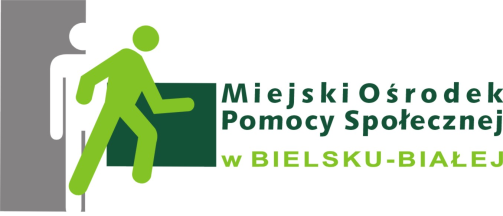 Miejski Ośrodek
Pomocy Społecznej
w BIELSKU-BIAŁEJ